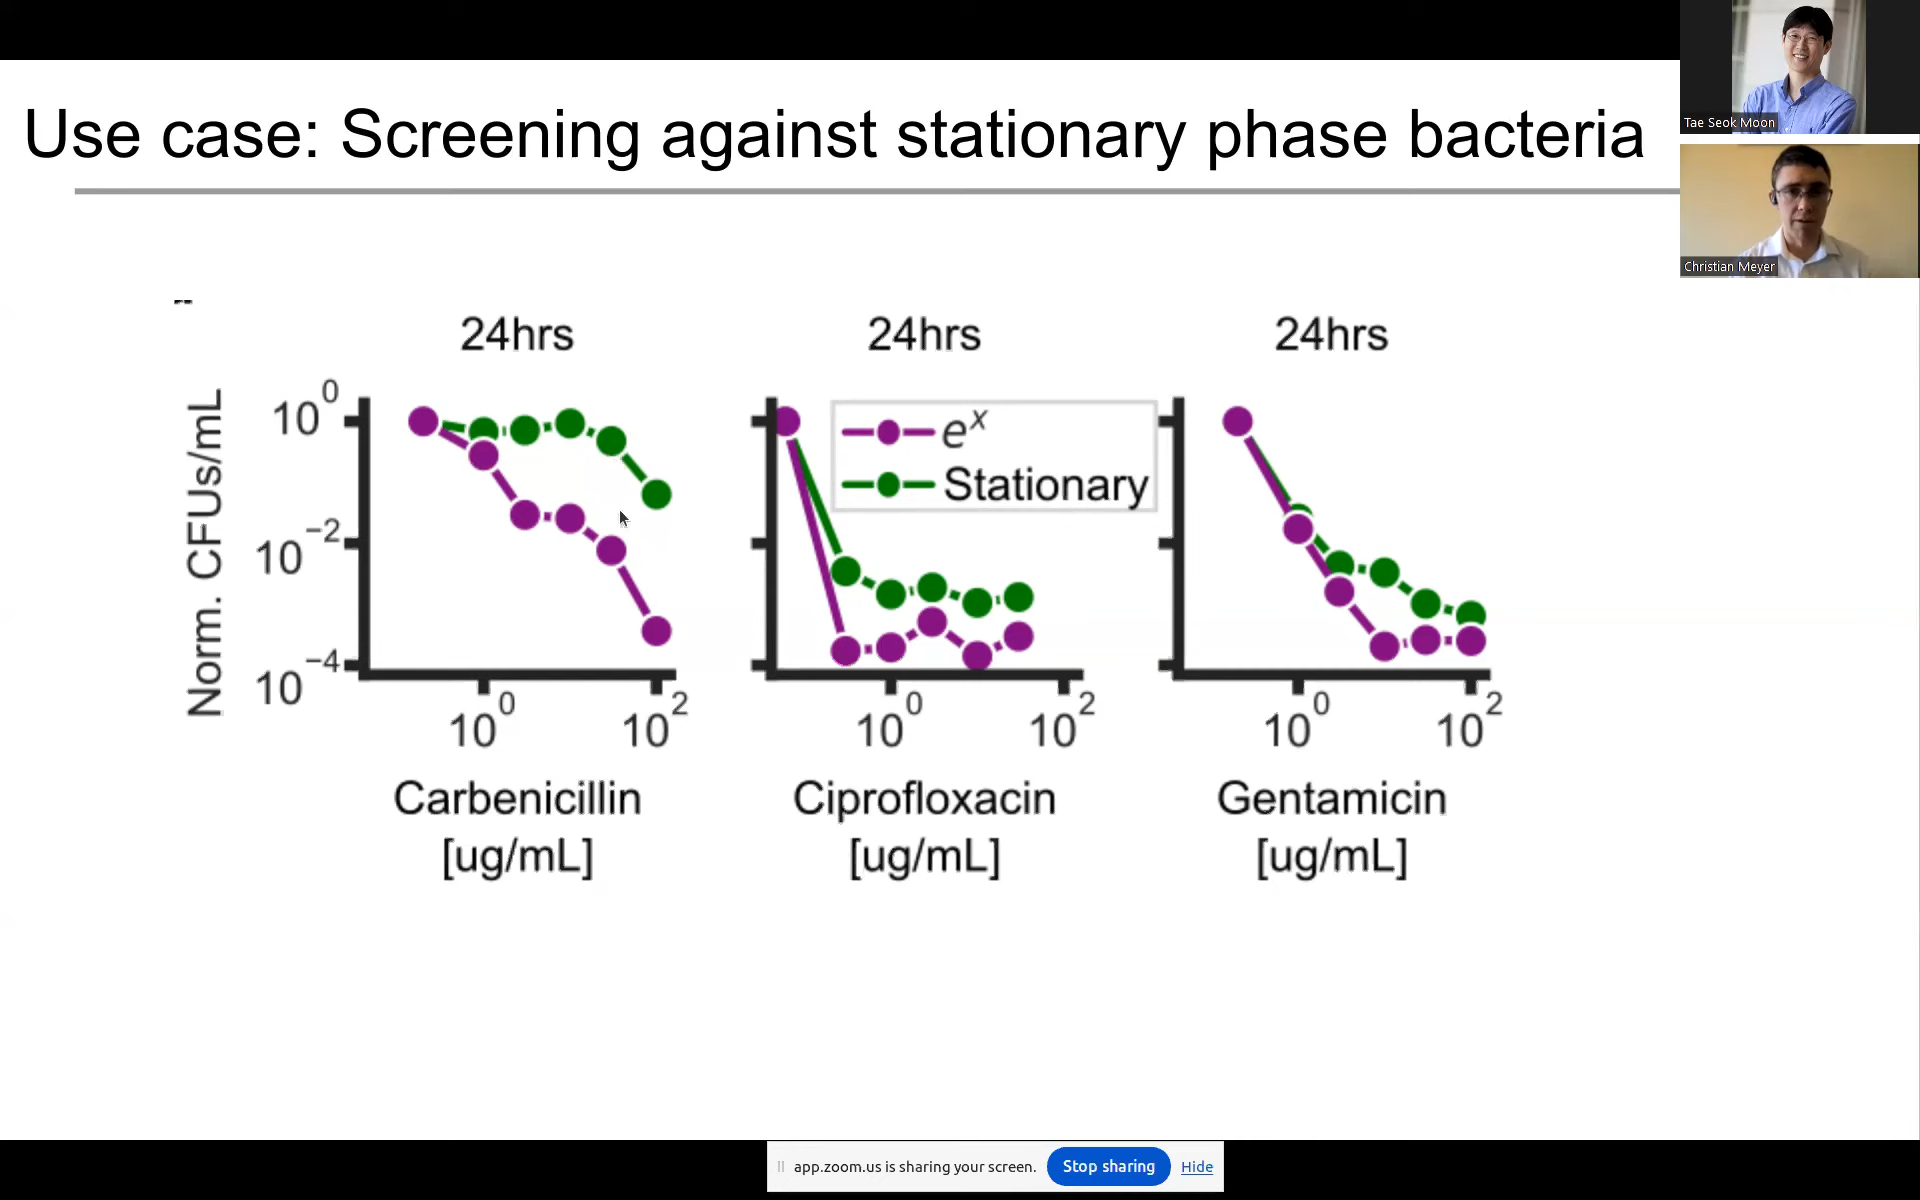 Use case: Screening against stationary phase bacteria
Tae Seok Moon
Christian Meyer
24hrs
24hrs
24hrs
Norm. CFUs/mL
10^0
10^−2
10^−4
e^x
Stationary
10^0 10^2
10^0 10^2
10^0 10^2
Carbenicillin
[ug/mL]
Ciprofloxacin
[ug/mL]
Gentamicin
[ug/mL]
app.zoom.us is sharing your screen. Stop sharing Hide